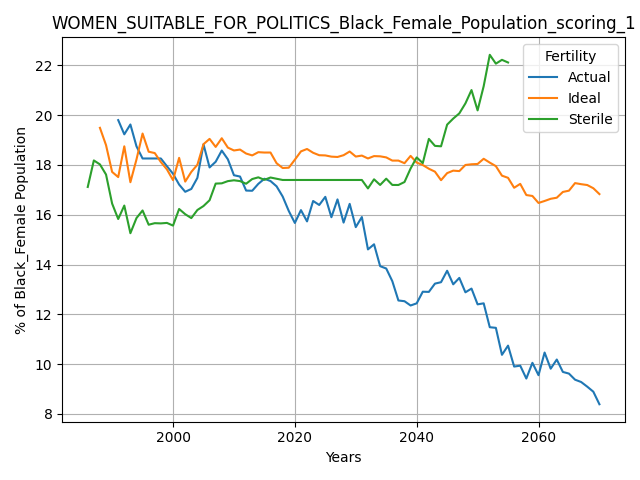 WOMEN_SUITABLE_FOR_POLITICS_Black_Female_Population_scoring_1
Fertility
Actual
Ideal
Sterile
% of Black_Female Population
22
20
18
16
14
12
10
8
2000 2020 2040 2060
Years